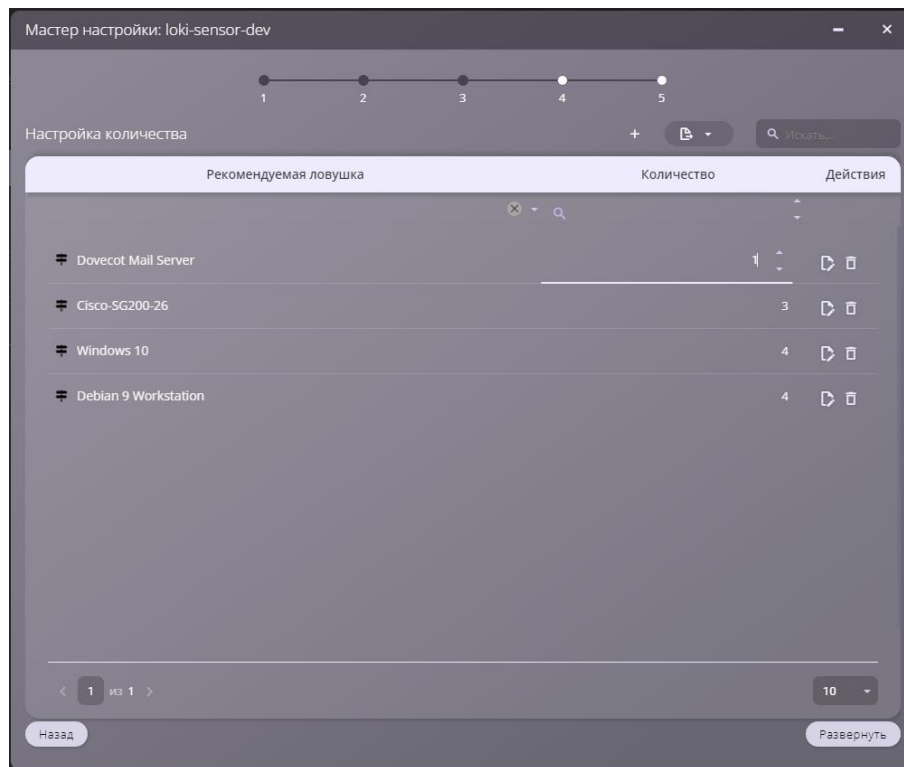 Мастер настройки: loki-sensor-dev
1 2 3 4 5
Настройка количества
Искать...
Рекомендуемая ловушка Количество Действия
Dovecot Mail Server 1
Cisco-SG200-26 3
Windows 10 4
Debian 9 Workstation 4
1 из 1 10
Назад Развернуть